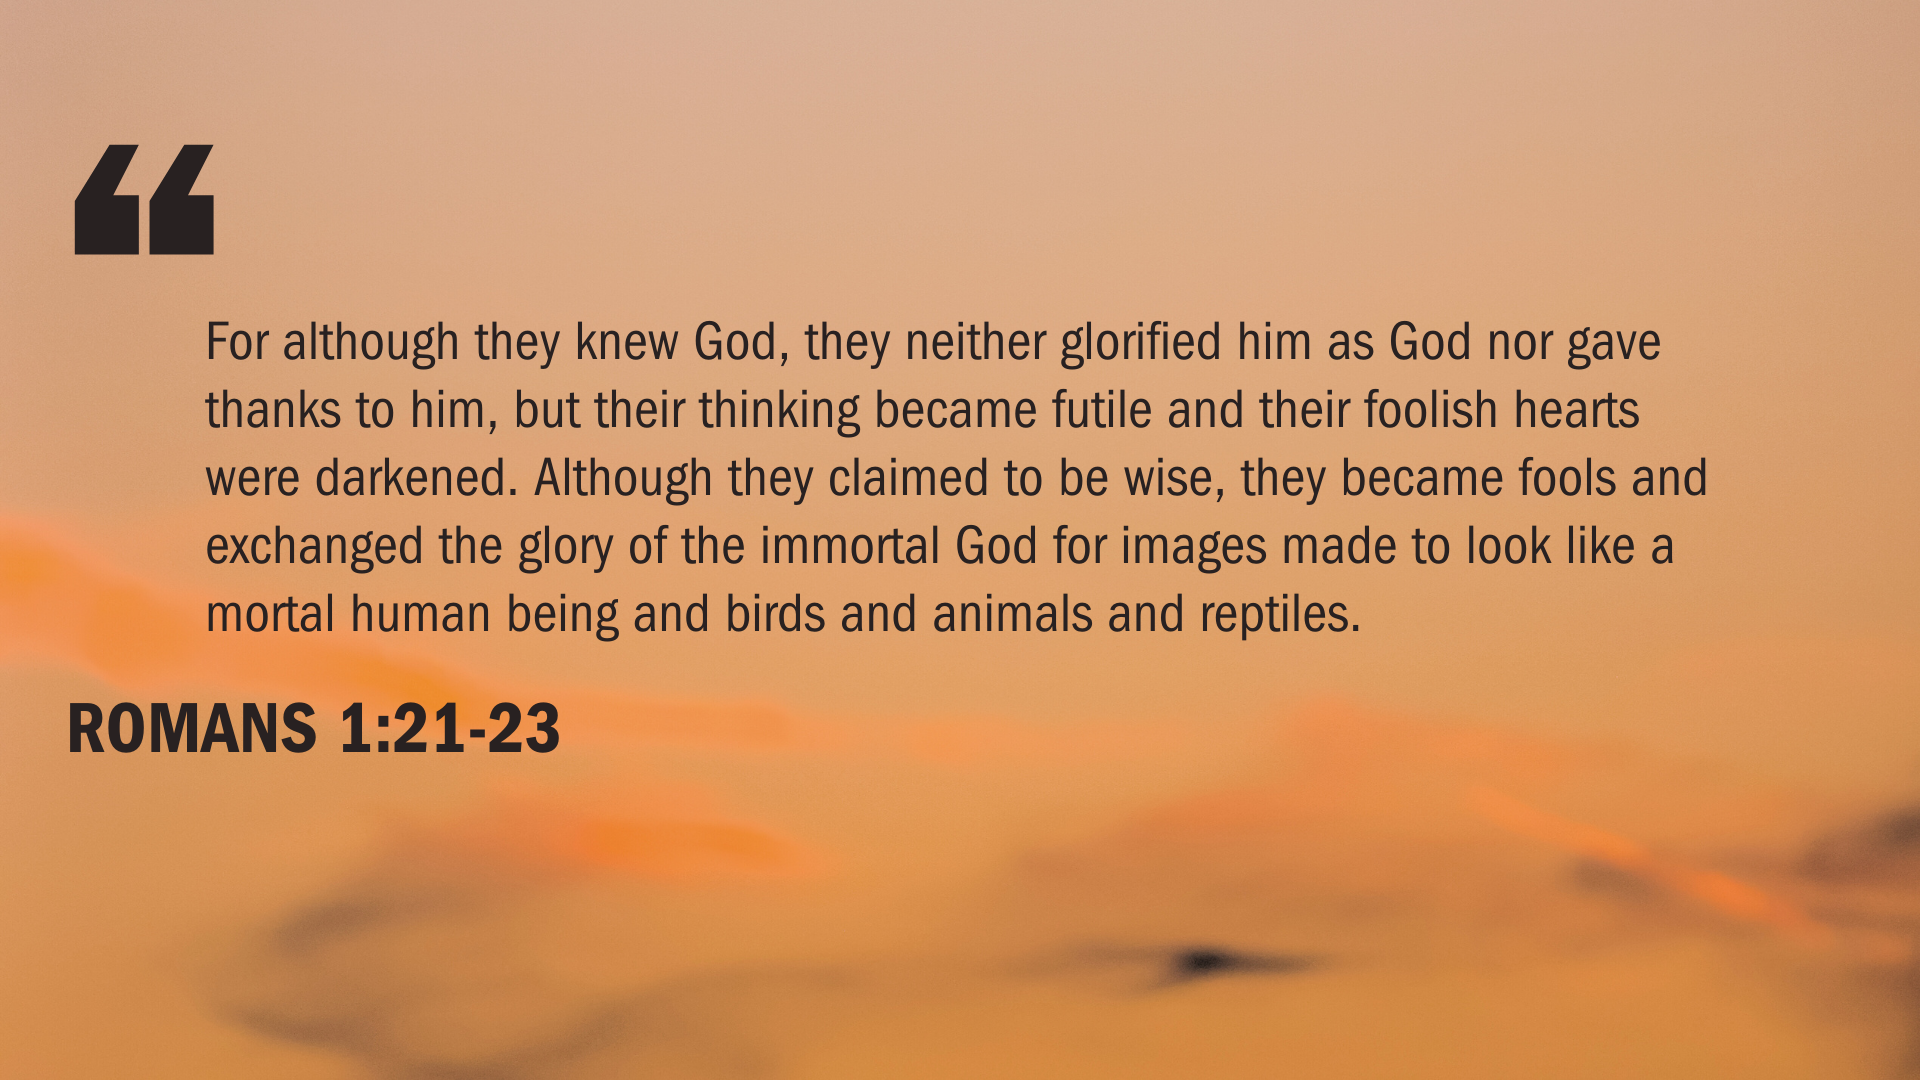 “
For although they knew God, they neither glorified him as God nor gave
thanks to him, but their thinking became futile and their foolish hearts
were darkened. Although they claimed to be wise, they became fools and
exchanged the glory of the immortal God for images made to look like a
mortal human being and birds and animals and reptiles.
ROMANS 1:21-23